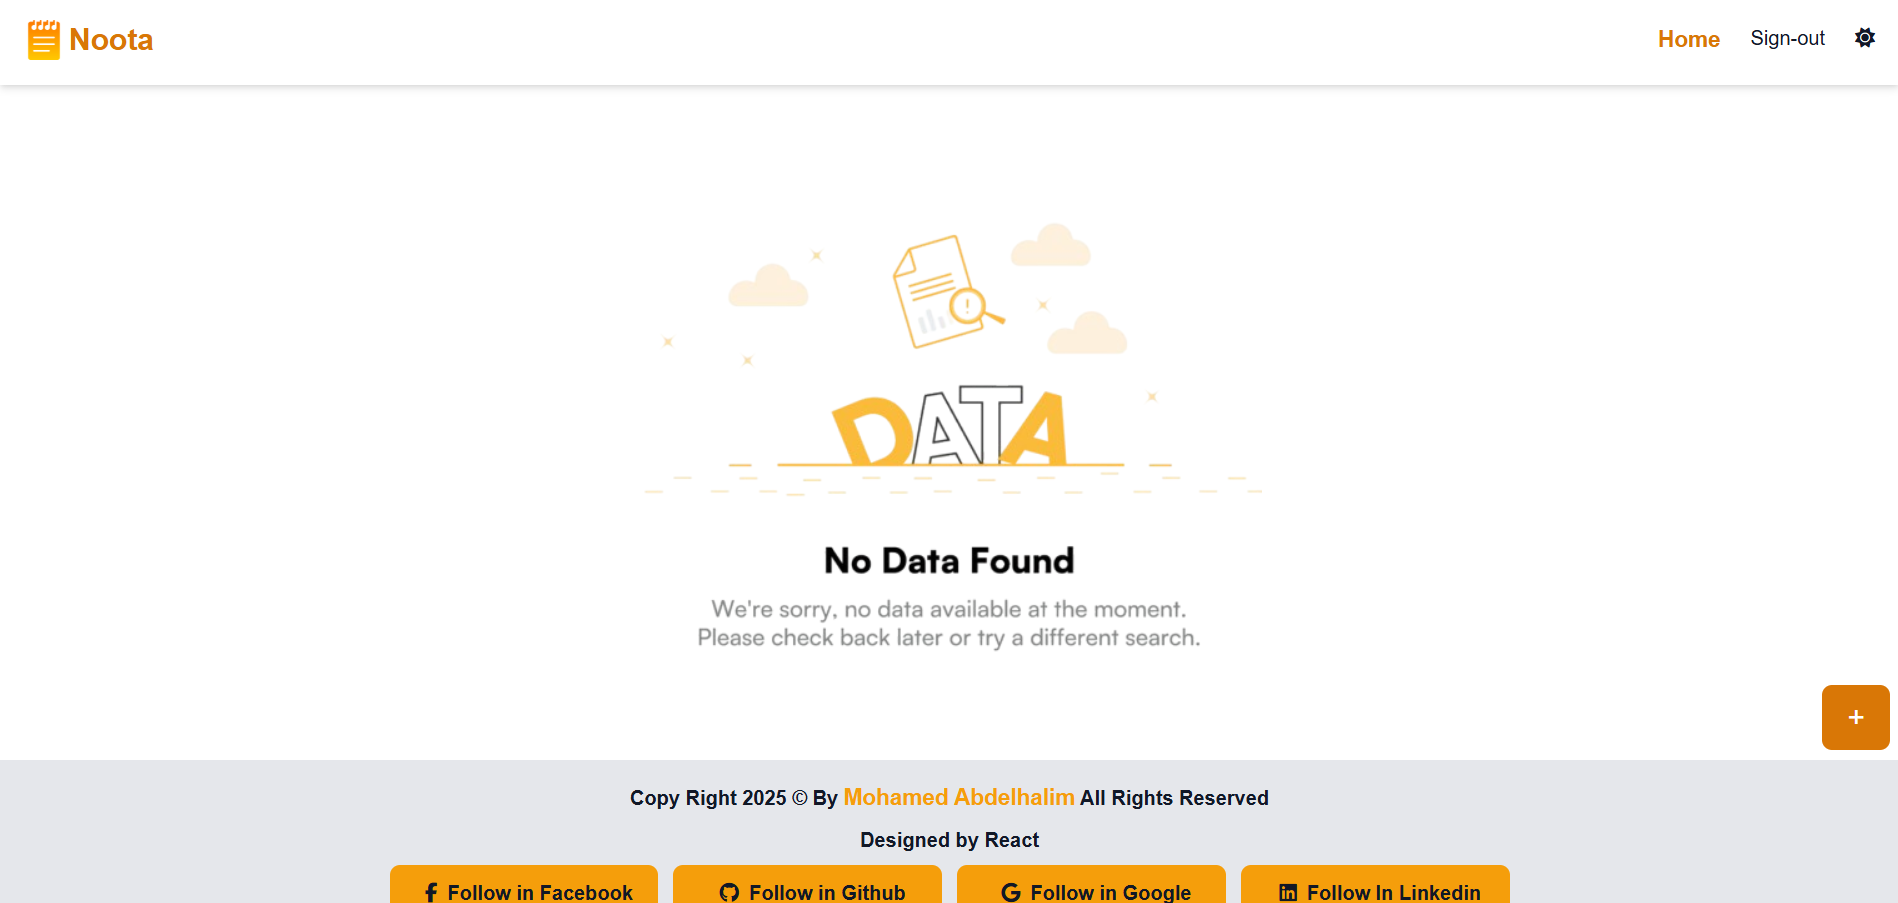 Noota
Home
Sign-out
DATA
No Data Found
We're sorry, no data available at the moment.
Please check back later or try a different search.
+
Copy Right 2025 © By Mohamed Abdelhalim All Rights Reserved
Designed by React
Follow in Facebook
Follow in Github
Follow in Google
Follow In Linkedin